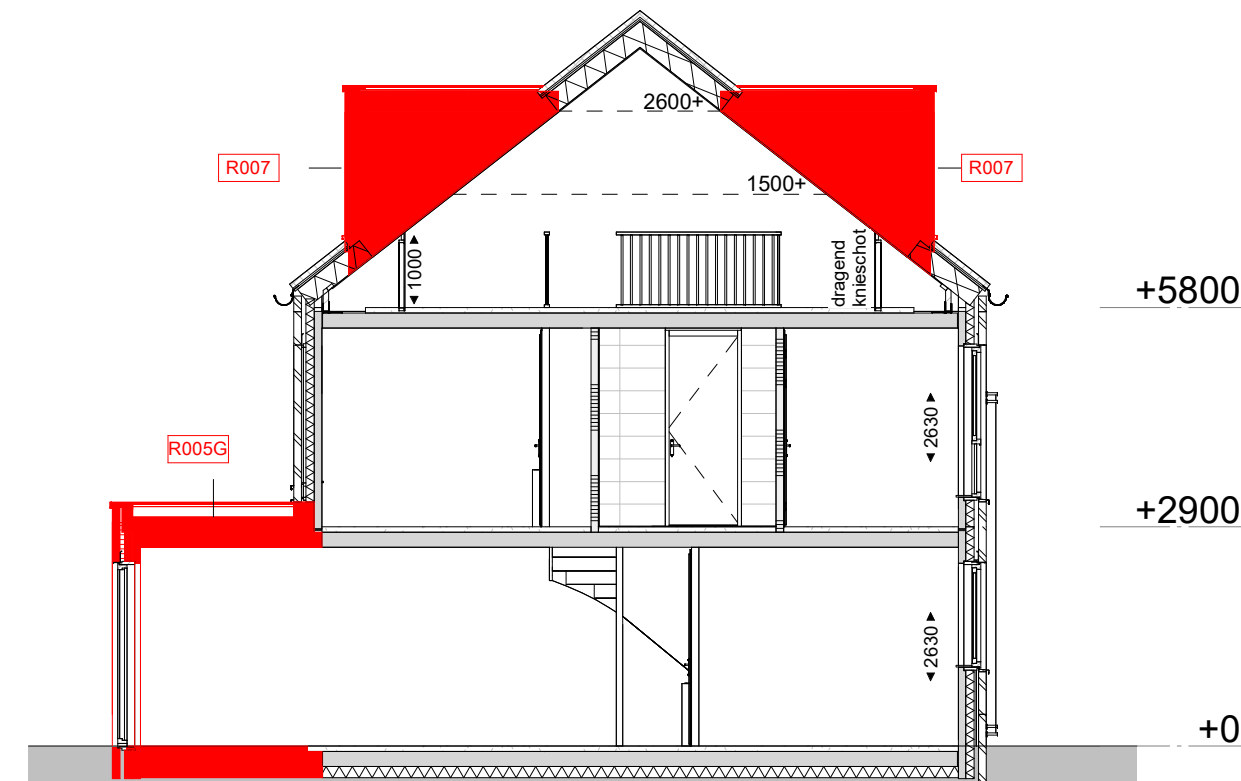 2600+
R007
R007
1500+
◄ 1000 ►
dragend
knieschot
+5800
◄ 2630 ►
R005G
+2900
◄ 2630 ►
+0